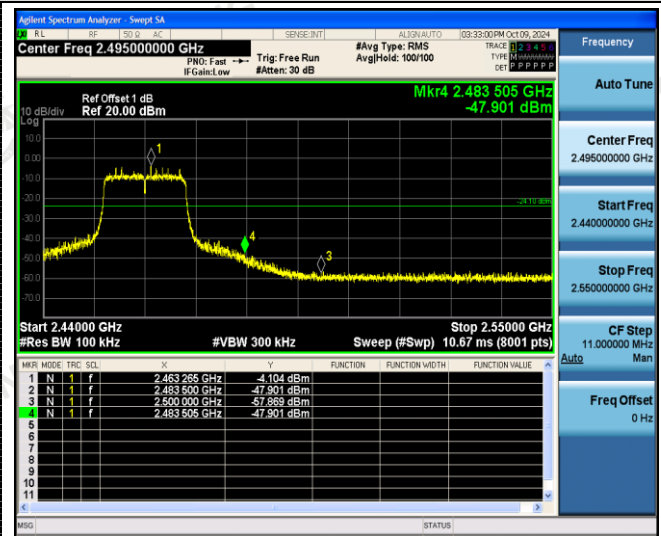 Agilent Spectrum Analyzer - Swept SA
RL RF 50 Ω AC SENSE:INT ALIGNAUTO 03:33:00 PM Oct 09, 2024
Center Freq 2.495000000 GHz
PNO: Fast
IFGain:Low
Trig: Free Run
#Atten: 30 dB
#Avg Type: RMS
Avg|Hold: 100/100
TRACE 1 2 3 4 5 6
TYPE M
DET P P P P P P
Ref Offset 1 dB
Ref 20.00 dBm
10 dB/div
Log
Mkr4 2.483 505 GHz
-47.901 dBm
10.0
0.00
-10.0
-20.0
-30.0
-40.0
-50.0
-60.0
-70.0
1
4
3
-24.10 dBm
Start 2.44000 GHz
Stop 2.55000 GHz
#Res BW 100 kHz
#VBW 300 kHz
Sweep (#Swp) 10.67 ms (8001 pts)
MKR MODE TRC SCL X Y FUNCTION FUNCTION WIDTH FUNCTION VALUE
1 N 1 f 2.463 265 GHz -4.104 dBm
2 N 1 f 2.483 500 GHz -47.901 dBm
3 N 1 f 2.500 000 GHz -57.869 dBm
4 N 1 f 2.483 505 GHz -47.901 dBm
5
6
7
8
9
10
11
MSG
STATUS
Frequency
Auto Tune
Center Freq
2.495000000 GHz
Start Freq
2.440000000 GHz
Stop Freq
2.550000000 GHz
CF Step
11.000000 MHz
Auto Man
Freq Offset
0 Hz